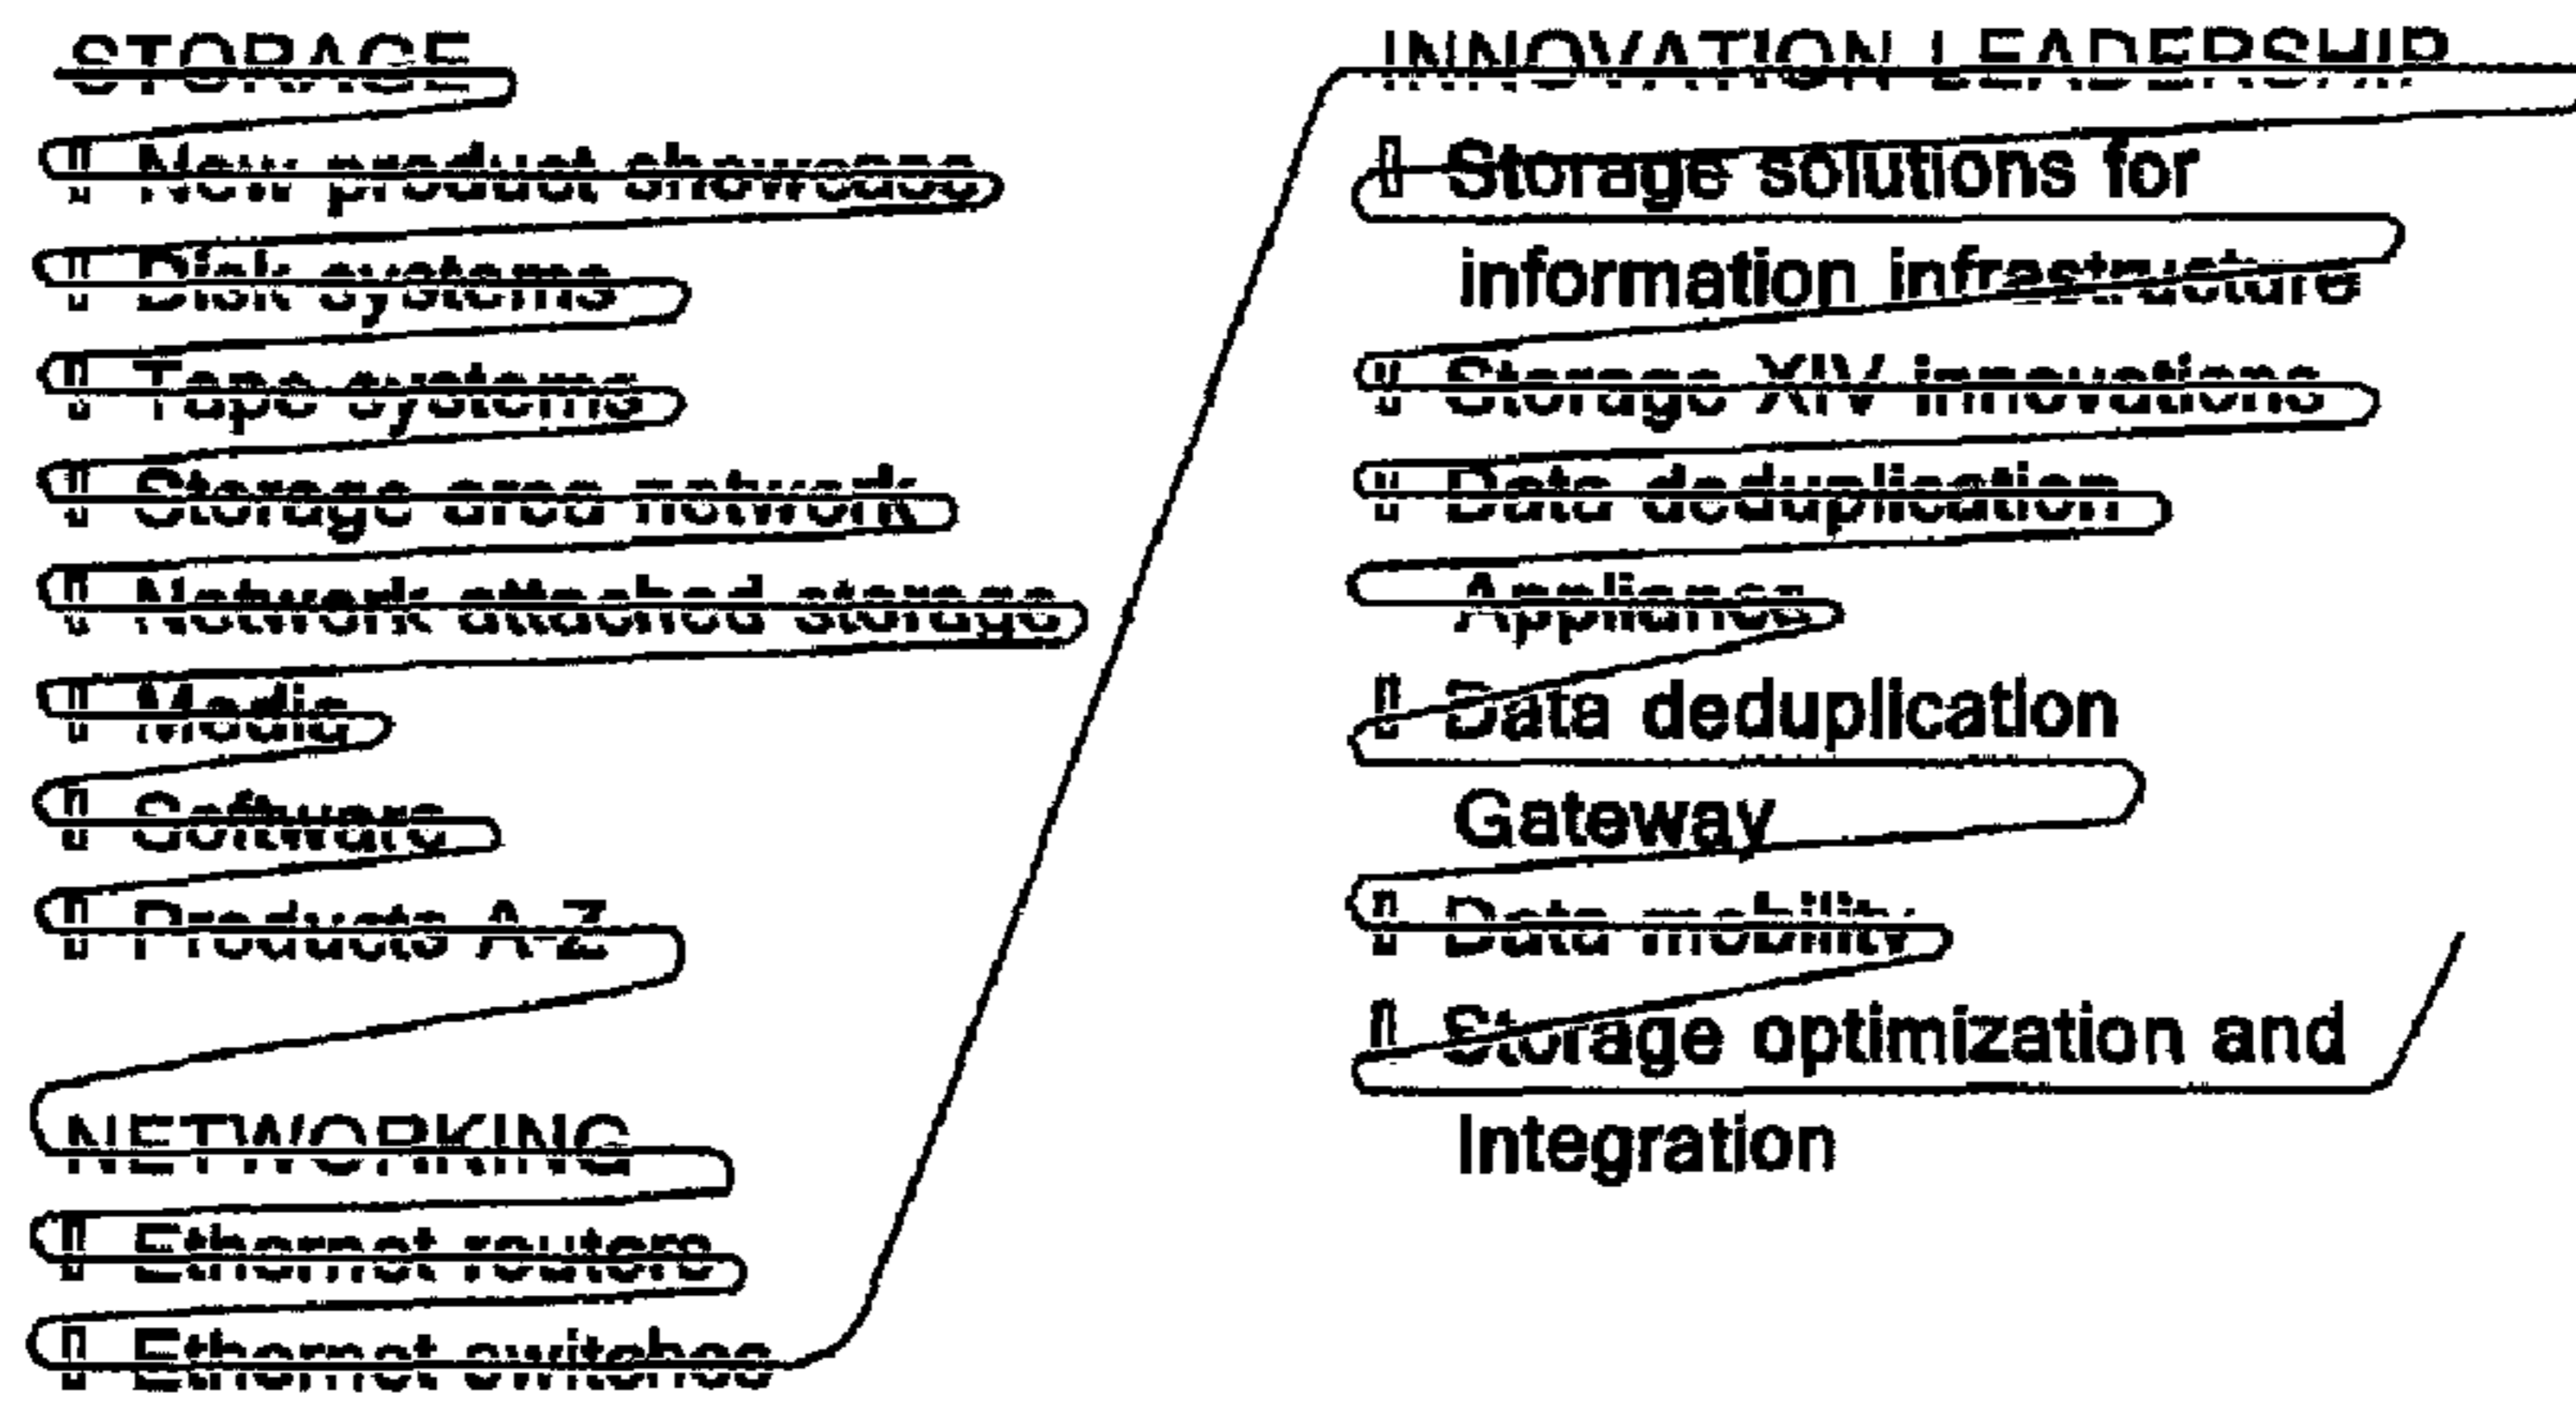 STORAGE
New product showcase
Disk systems
Tape systems
Storage area network
Network attached storage
Media
Software
Products A-Z
NETWORKING
Ethernet routers
Ethernet switches
INNOVATION LEADERSHIP
Storage solutions for
information infrastructure
Storage XIV innovations
Data deduplication
Appliance
Data deduplication
Gateway
Data mobility
Storage optimization and
Integration